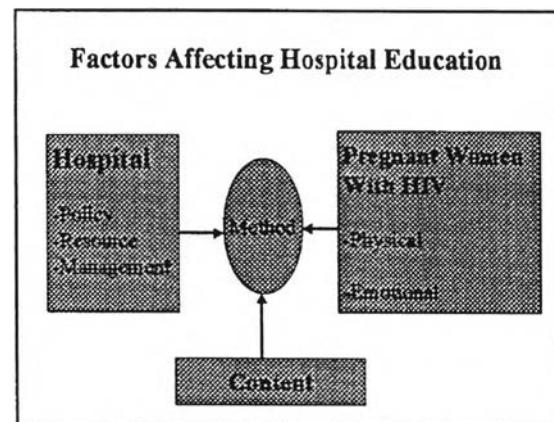 Factors Affecting Hospital Education
Hospital
-Policy
-Resource
-Management
Method
Pregnant Women
With HIV
-Physical
-Emotional
Content